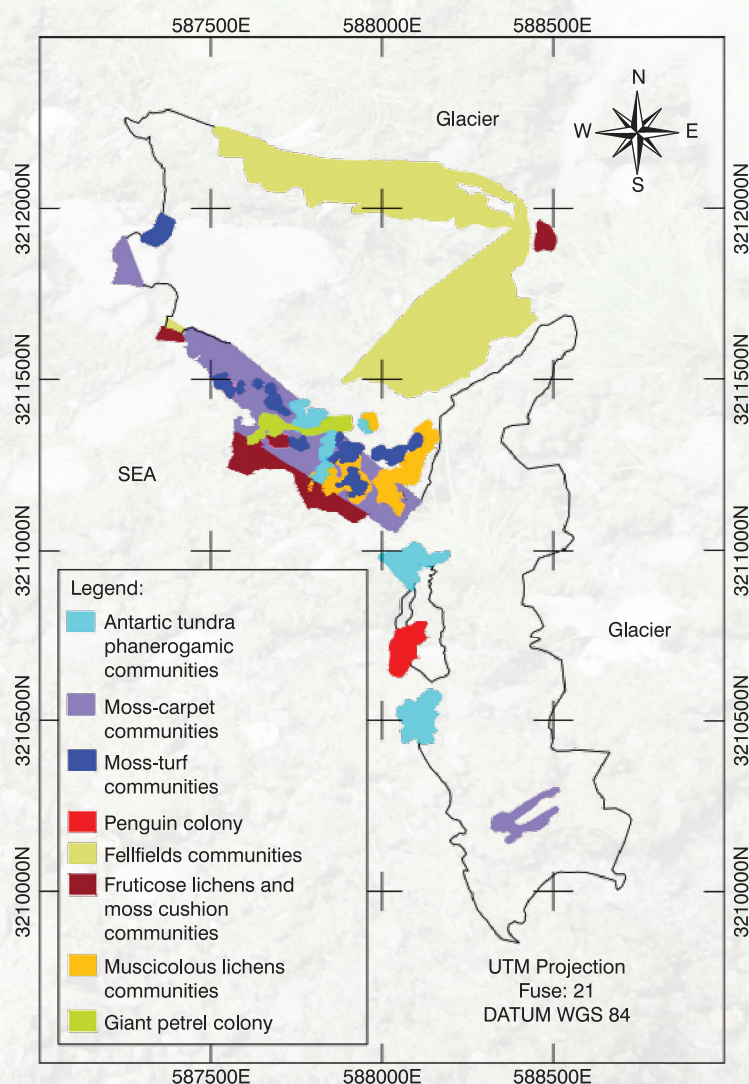 587500E 588000E 588500E
Glacier
N
W E
S
3212000N 3212000N
3211500N 3211500N
SEA
3211000N 3211000N
Legend:
Antartic tundra
phanerogamic
communities
Glacier
Moss-carpet
communities
3210500N 3210500N
Moss-turf
communities
Penguin colony
Fellfields communities
Fruticose lichens and
moss cushion
communities
3210000N 3210000N
Muscicolous lichens
communities
Giant petrel colony
UTM Projection
Fuse: 21
DATUM WGS 84
587500E 588000E 588500E